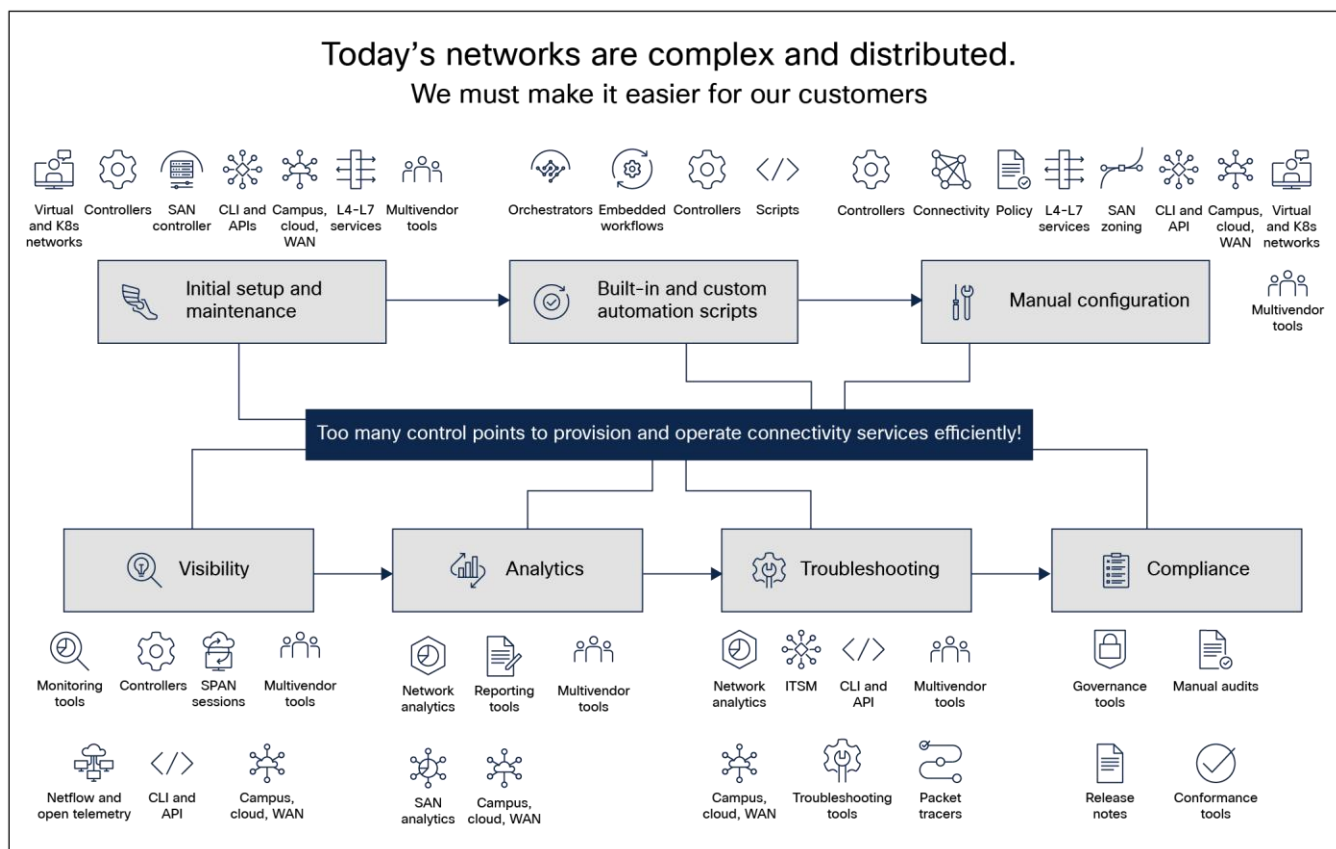 Today's networks are complex and distributed.
We must make it easier for our customers
Virtual
and K8s
networks
Controllers
SAN
controller
CLI and
APIs
Campus,
cloud,
WAN
L4-L7
services
Multivendor
tools
Orchestrators
Embedded
workflows
Controllers
Scripts
Controllers
Connectivity
Policy
L4-L7
services
SAN
zoning
CLI and
API
Campus,
cloud,
WAN
Virtual
and K8s
networks
Initial setup and
maintenance
Built-in and custom
automation scripts
Manual configuration
Multivendor
tools
Too many control points to provision and operate connectivity services efficiently!
Visibility
Analytics
Troubleshooting
Compliance
Monitoring
tools
Controllers
SPAN
sessions
Multivendor
tools
Network
analytics
Reporting
tools
Multivendor
tools
Network
analytics
ITSM
CLI and
API
Multivendor
tools
Governance
tools
Manual audits
Netflow and
open telemetry
CLI and
API
Campus,
cloud, WAN
SAN
analytics
Campus,
cloud, WAN
Campus,
cloud, WAN
Troubleshooting
tools
Packet
tracers
Release
notes
Conformance
tools